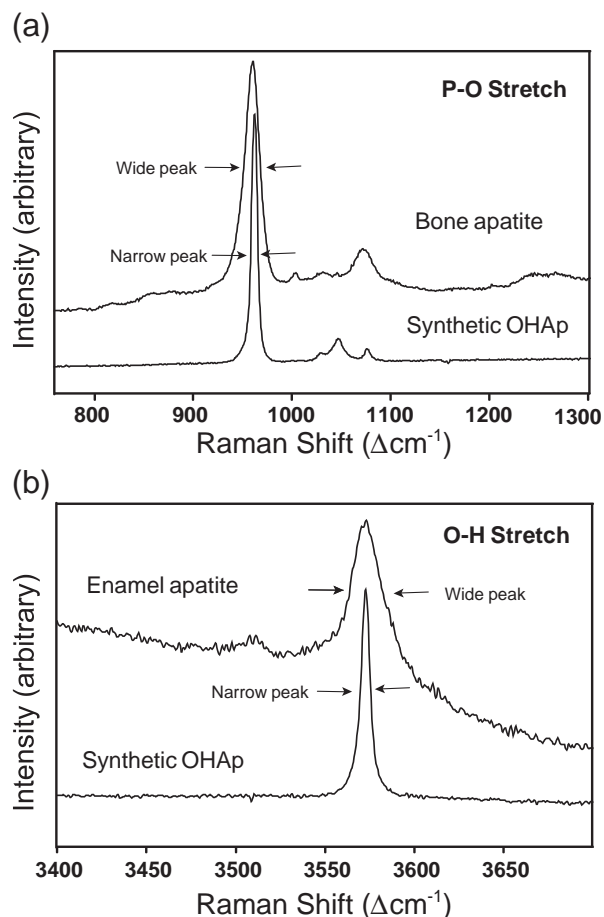 (a)
P-O Stretch
Wide peak
Bone apatite
Narrow peak
Synthetic OHAp
Intensity (arbitrary)
800 900 1000 1100 1200 1300
Raman Shift (Δcm⁻¹)
(b)
O-H Stretch
Enamel apatite
Wide peak
Narrow peak
Synthetic OHAp
Intensity (arbitrary)
3400 3450 3500 3550 3600 3650
Raman Shift (Δcm⁻¹)